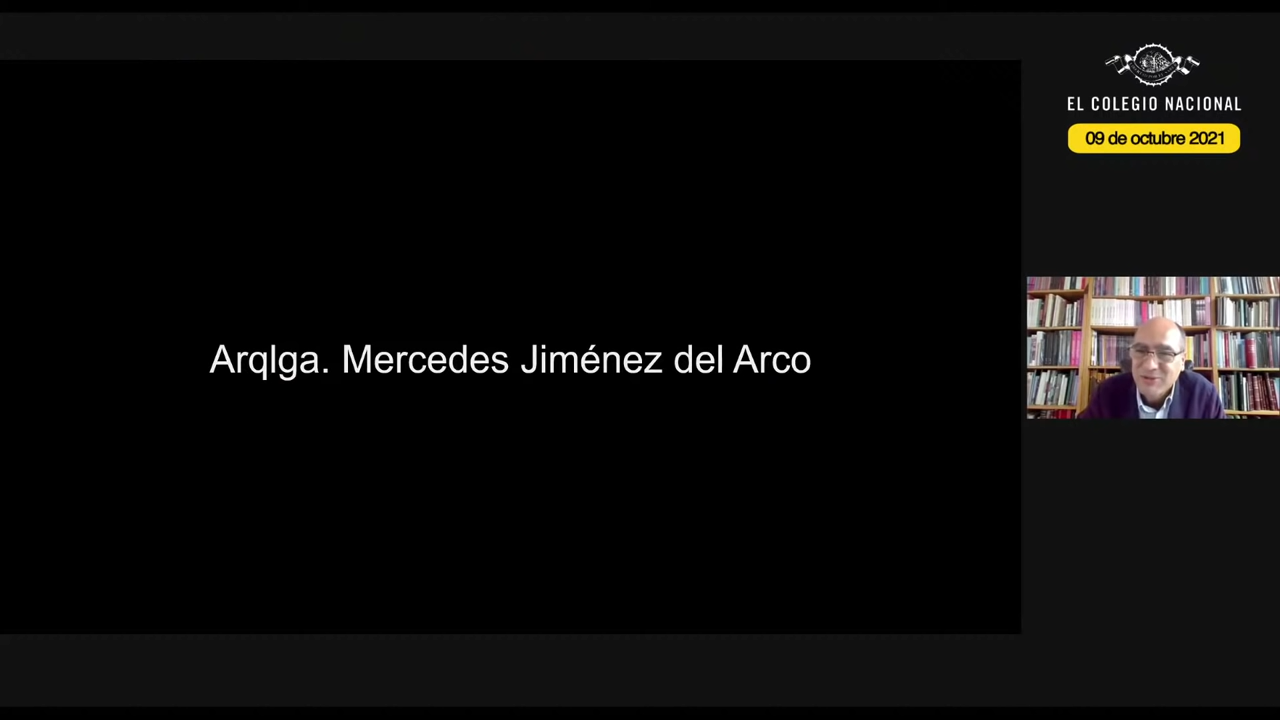 EL COLEGIO NACIONAL
09 de octubre 2021
Arqlga. Mercedes Jiménez del Arco